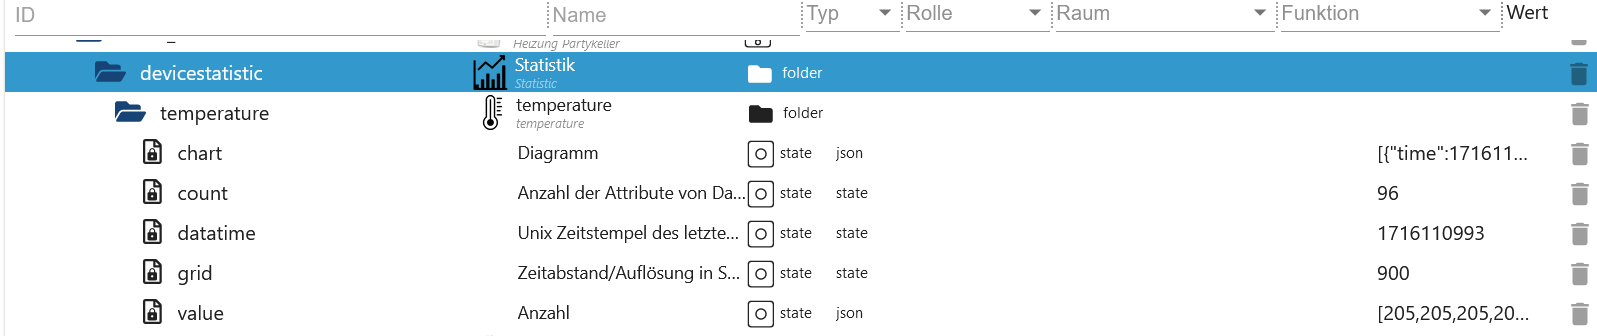 ID Name Typ Rolle Raum Funktion Wert
Heizung Partykeller
devicestatistic Statistik folder
Statistic
temperature temperature folder
temperature
chart Diagramm state json [{"time":171611...
count Anzahl der Attribute von Da... state state 96
datatime Unix Zeitstempel des letzte... state state 1716110993
grid Zeitabstand/Auflösung in S... state state 900
value Anzahl state json [205,205,205,20...